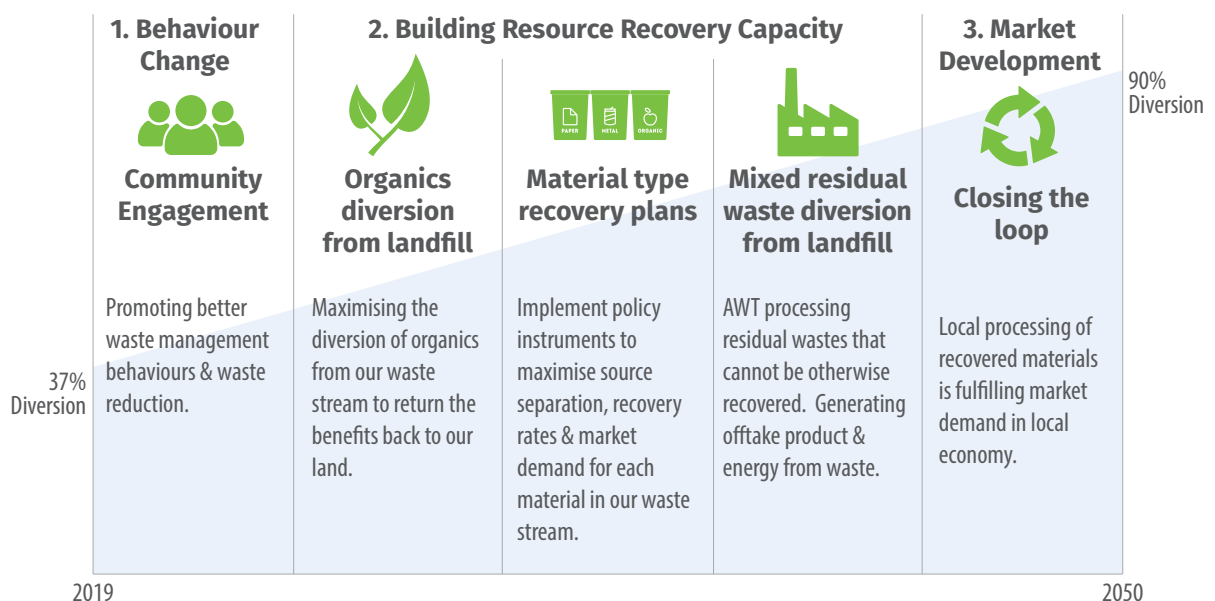 1. Behaviour
Change
2. Building Resource Recovery Capacity
3. Market
Development
90%
Diversion
PAPER
METAL
ORGANIC
Community
Engagement
Organics
diversion
from landfill
Material type
recovery plans
Mixed residual
waste diversion
from landfill
Closing the
loop
Promoting better
waste management
behaviours & waste
reduction.
Maximising the
diversion of organics
from our waste
stream to return the
benefits back to our
land.
Implement policy
instruments to
maximise source
separation, recovery
rates & market
demand for each
material in our waste
stream.
AWT processing
residual wastes that
cannot be otherwise
recovered. Generating
offtake product &
energy from waste.
Local processing of
recovered materials
is fulfilling market
demand in local
economy.
37%
Diversion
2019
2050